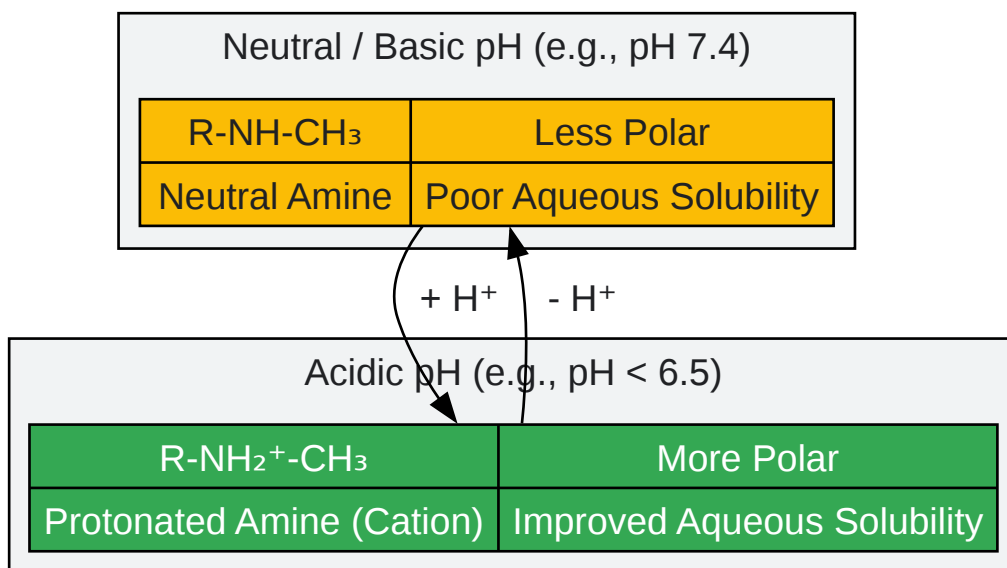 Neutral / Basic pH (e.g., pH 7.4)
R-NH-CH₃ Less Polar
Neutral Amine Poor Aqueous Solubility
+ H⁺ - H⁺
Acidic pH (e.g., pH < 6.5)
R-NH₂⁺-CH₃ More Polar
Protonated Amine (Cation) Improved Aqueous Solubility